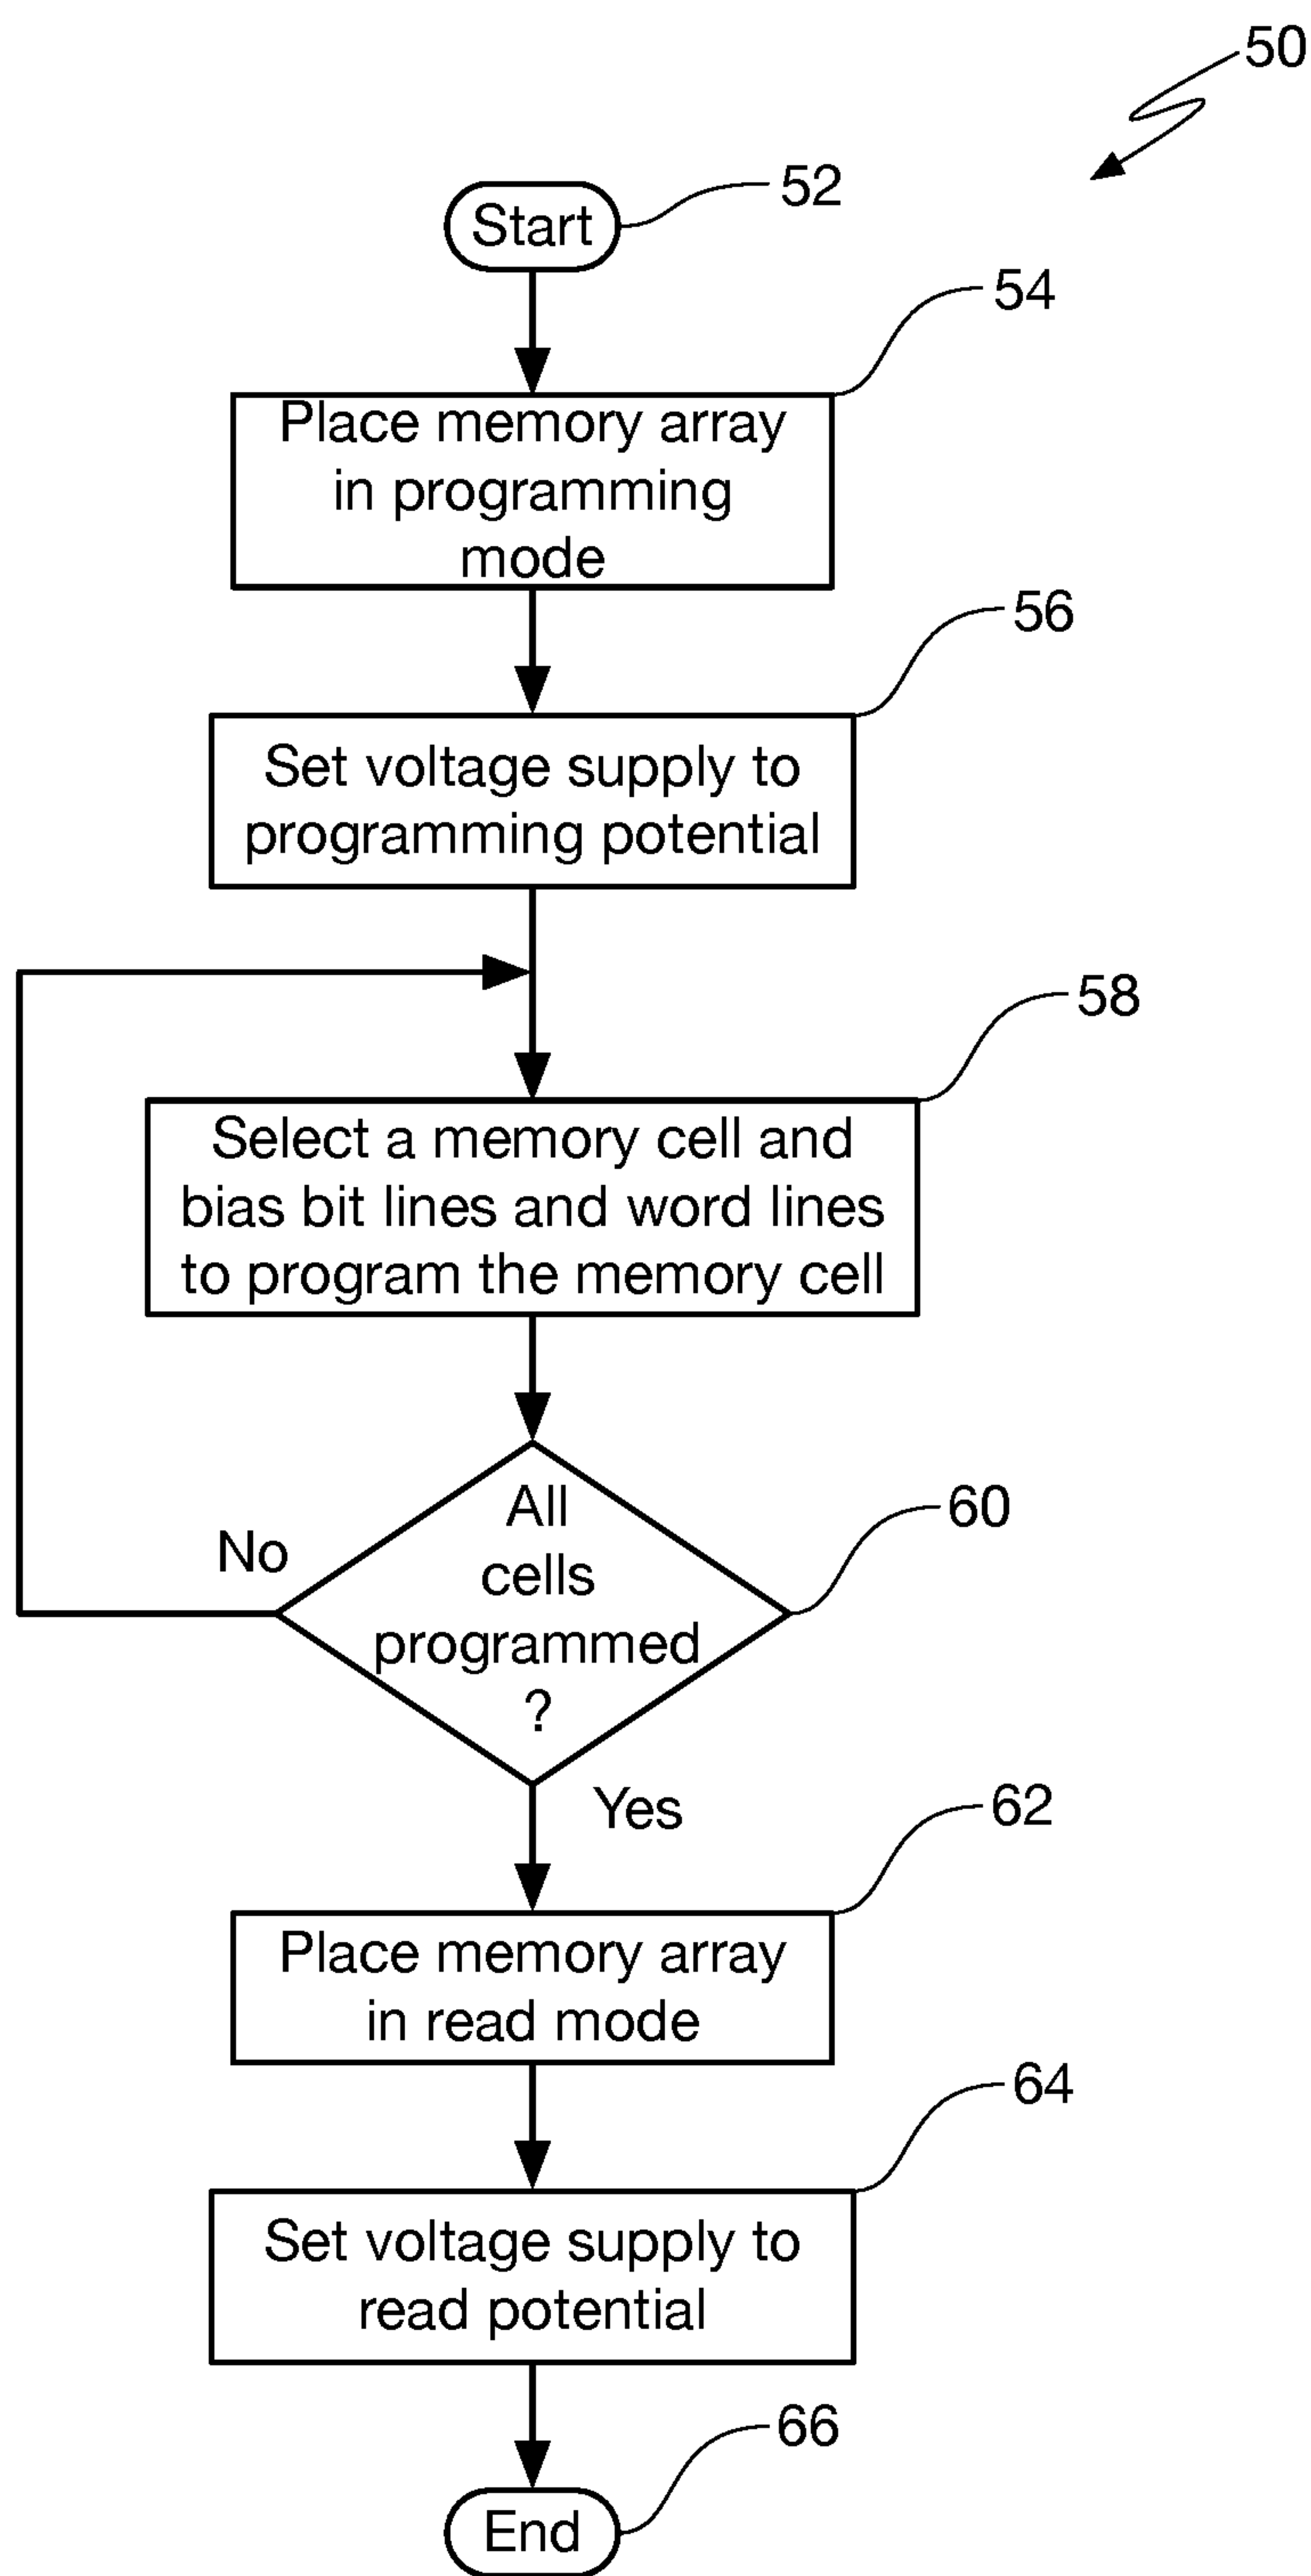 50
Start
52
54
Place memory array
in programming
mode
56
Set voltage supply to
programming potential
58
Select a memory cell and
bias bit lines and word lines
to program the memory cell
60
All
cells
programmed
?
No
Yes
62
Place memory array
in read mode
64
Set voltage supply to
read potential
66
End